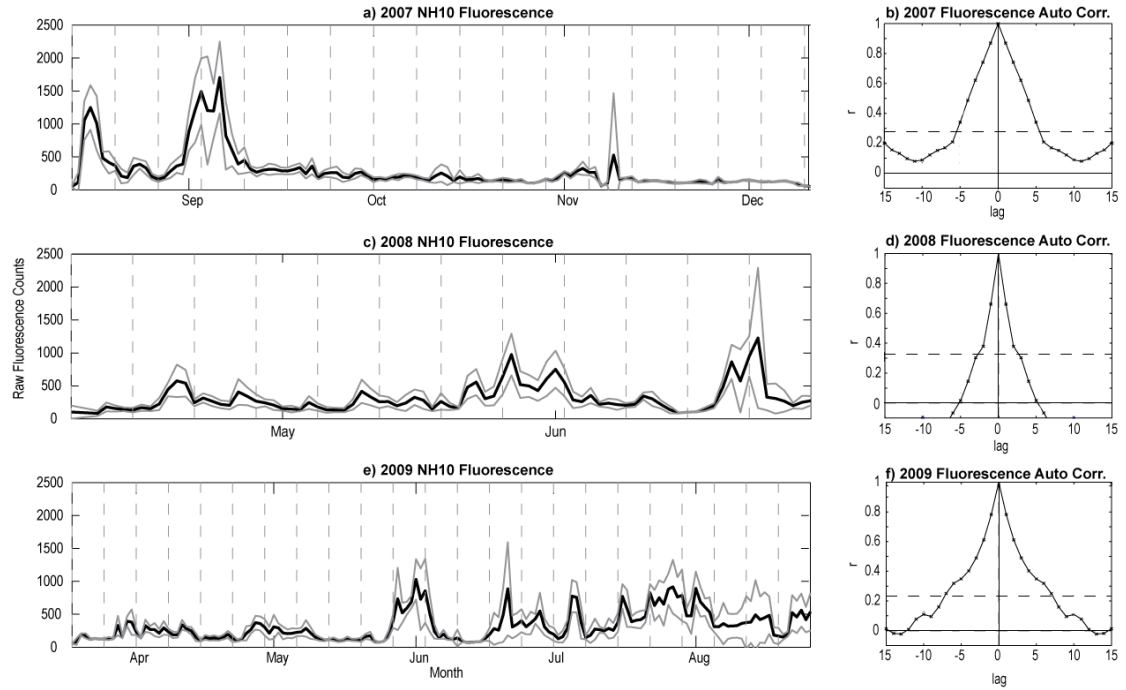 a) 2007 NH10 Fluorescence
2500
2000
1500
1000
500
0
Sep
Oct
Nov
Dec
b) 2007 Fluorescence Auto Corr.
1
0.8
0.6
0.4
0.2
0
r
15
-10
-5
0
5
10
15
lag
c) 2008 NH10 Fluorescence
Raw Fluorescence Counts
2500
2000
1500
1000
500
0
May
Jun
d) 2008 Fluorescence Auto Corr.
1
0.8
0.6
0.4
0.2
0
r
15
-10
-5
0
5
10
15
lag
e) 2009 NH10 Fluorescence
2500
2000
1500
1000
500
0
Apr
May
Jun
Jul
Aug
Month
f) 2009 Fluorescence Auto Corr.
1
0.8
0.6
0.4
0.2
0
r
15
-10
-5
0
5
10
15
lag